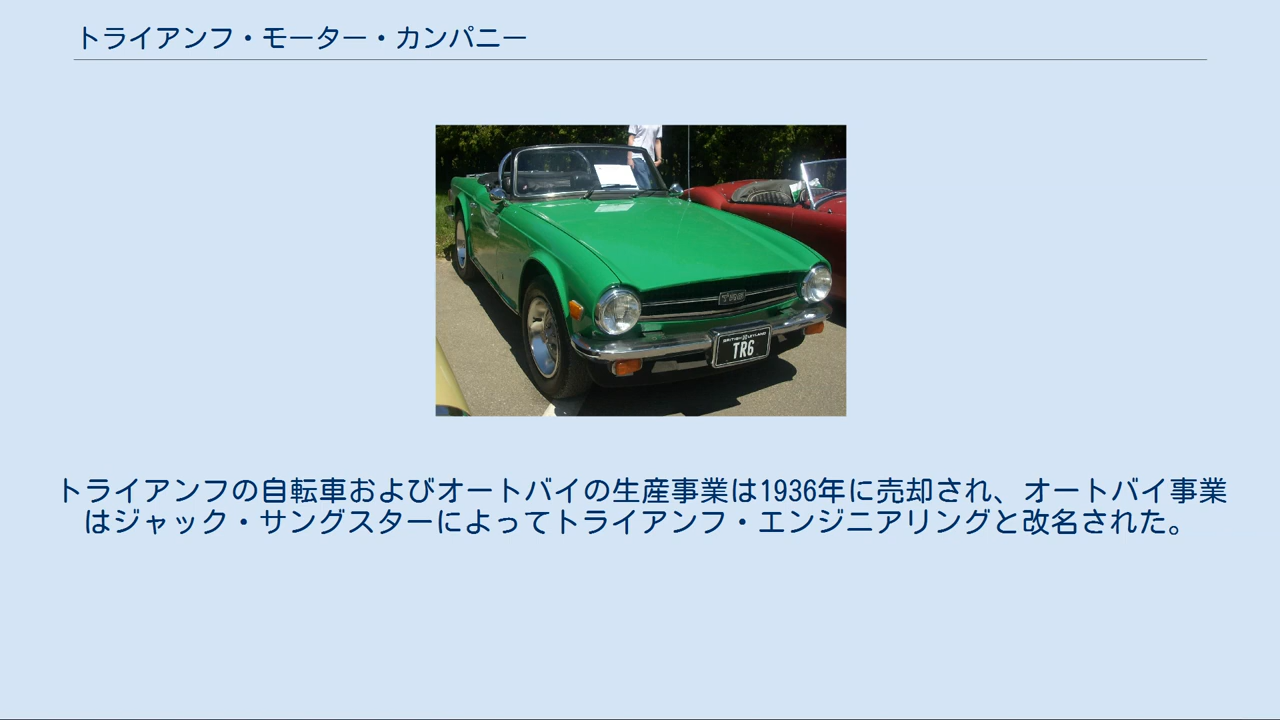 トライアンフ・モーター・カンパニー
TR6
BRITISH LEYLAND
TR6
トライアンフの自転車およびオートバイの生産事業は1936年に売却され、オートバイ事業
はジャック・サングスターによってトライアンフ・エンジニアリングと改名された。